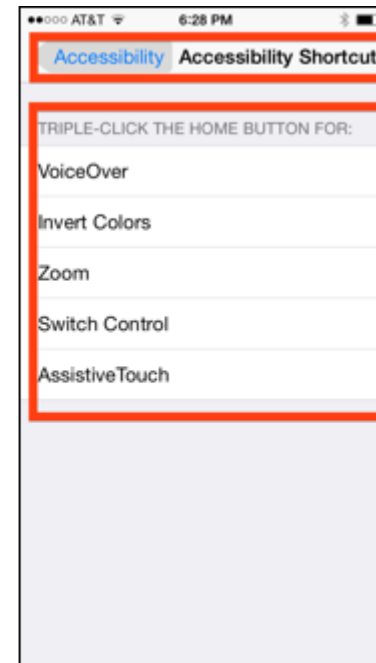 AT&T 6:28 PM
Accessibility Accessibility Shortcut
TRIPLE-CLICK THE HOME BUTTON FOR:
VoiceOver
Invert Colors
Zoom
Switch Control
AssistiveTouch